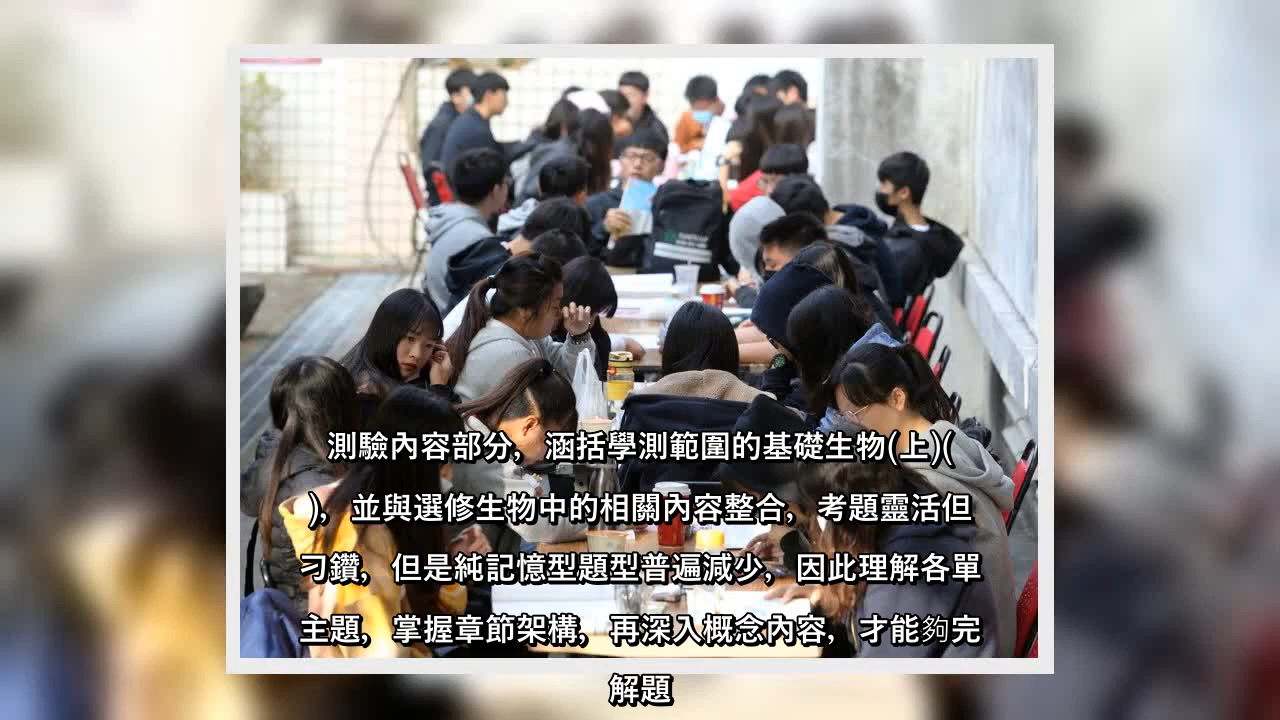 測驗內容部分，涵括學測範圍的基礎生物(上)(
)，並與選修生物中的相關內容整合，考題靈活但
刁鑽，但是純記憶型題型普遍減少，因此理解各單
主題，掌握章節架構，再深入概念內容，才能夠完
解題